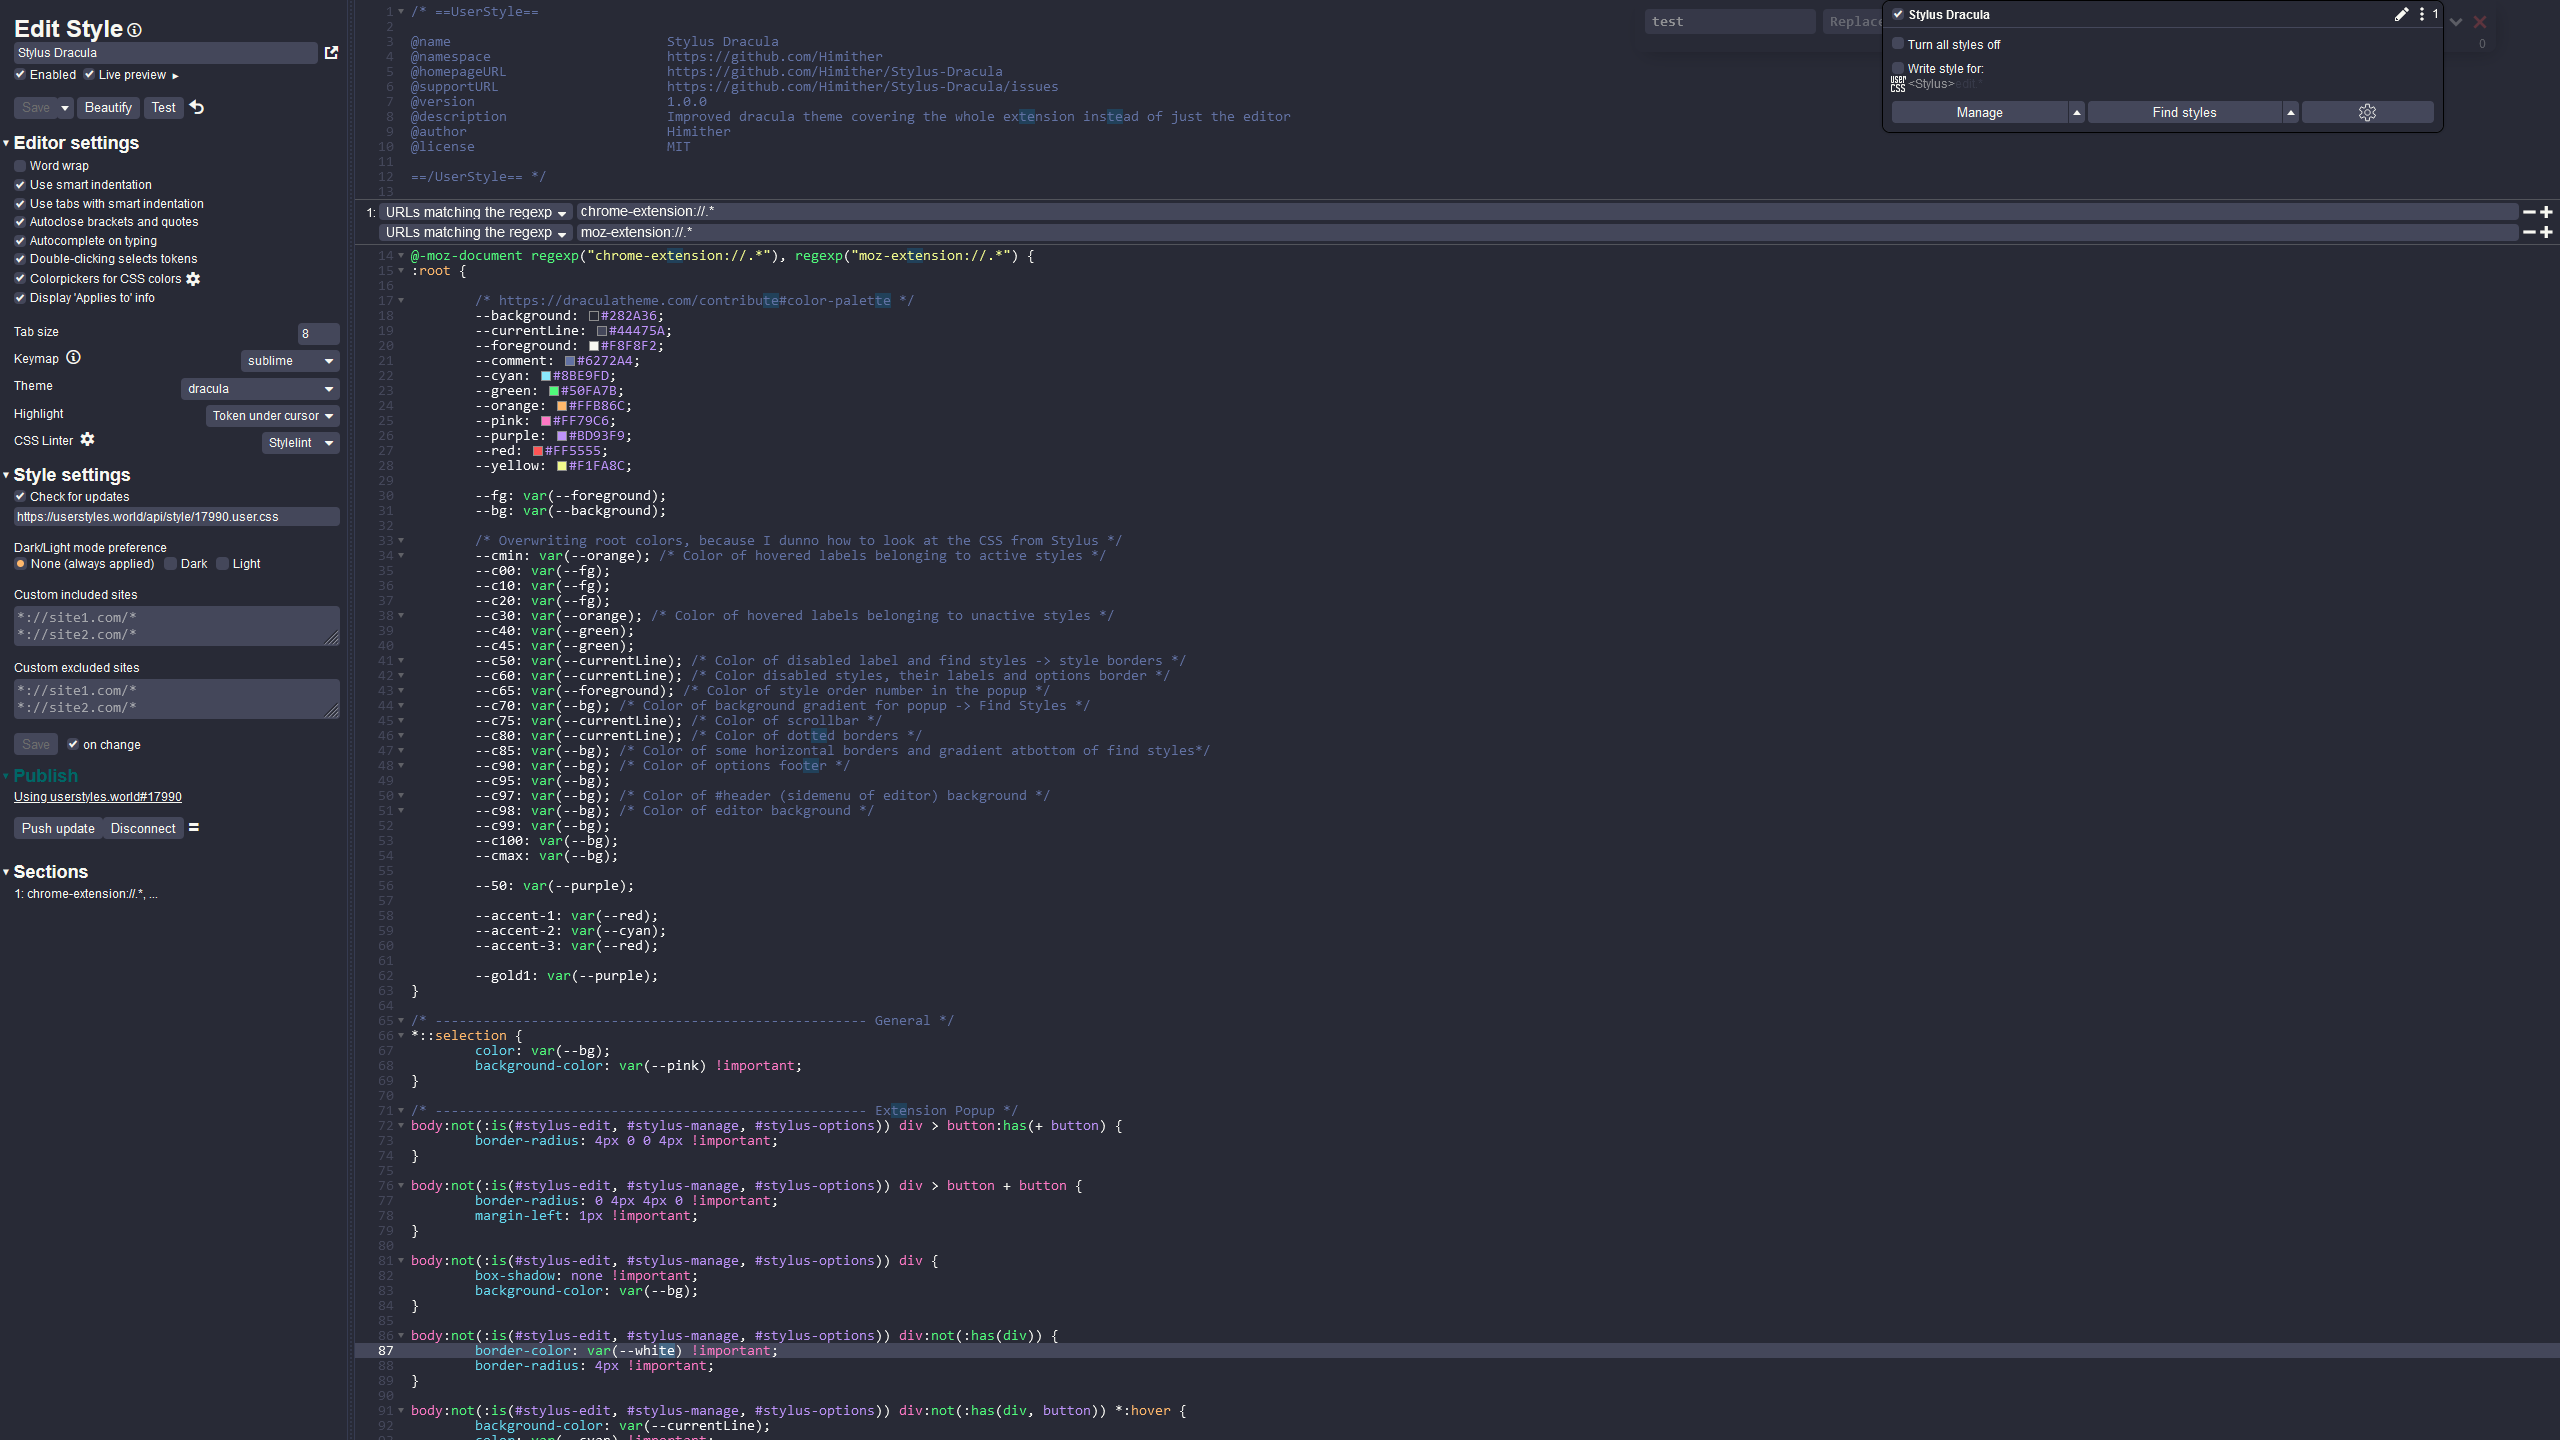 Edit Style
Stylus Dracula
Enabled Live preview
Save Beautify Test
Editor settings
Word wrap
Use smart indentation
Use tabs with smart indentation
Autoclose brackets and quotes
Autocomplete on typing
Double-clicking selects tokens
Colorpickers for CSS colors
Display 'Applies to' info
Tab size 8
Keymap sublime
Theme dracula
Highlight Token under cursor
CSS Linter Stylelint
Style settings
Check for updates
https://userstyles.world/api/style/17990.user.css
Dark/Light mode preference
None (always applied) Dark Light
Custom included sites
*://site1.com/*
*://site2.com/*
Custom excluded sites
*://site1.com/*
*://site2.com/*
Save on change
Publish
Using userstyles.world#17990
Push update Disconnect
Sections
1: chrome-extension://.*, ...
1 /* ==UserStyle==
2
3 @name Stylus Dracula
4 @namespace https://github.com/Himither
5 @homepageURL https://github.com/Himither/Stylus-Dracula
6 @supportURL https://github.com/Himither/Stylus-Dracula/issues
7 @version 1.0.0
8 @description Improved dracula theme covering the whole extension instead of just the editor
9 @author Himither
10 @license MIT
11
12 ==/UserStyle== */
13
1: URLs matching the regexp chrome-extension://.*
URLs matching the regexp moz-extension://.*
14 @-moz-document regexp("chrome-extension://.*"), regexp("moz-extension://.*") {
15 :root {
16
17 /* https://draculatheme.com/contribute#color-palette */
18 --background: #282A36;
19 --currentLine: #44475A;
20 --foreground: #F8F8F2;
21 --comment: #6272A4;
22 --cyan: #8BE9FD;
23 --green: #50FA7B;
24 --orange: #FFB86C;
25 --pink: #FF79C6;
26 --purple: #BD93F9;
27 --red: #FF5555;
28 --yellow: #F1FA8C;
29
30 --fg: var(--foreground);
31 --bg: var(--background);
32
33 /* Overwriting root colors, because I dunno how to look at the CSS from Stylus */
34 --cmin: var(--orange); /* Color of hovered labels belonging to active styles */
35 --c00: var(--fg);
36 --c10: var(--fg);
37 --c20: var(--fg);
38 --c30: var(--orange); /* Color of hovered labels belonging to unactive styles */
39 --c40: var(--green);
40 --c45: var(--green);
41 --c50: var(--currentLine); /* Color of disabled label and find styles -> style borders */
42 --c60: var(--currentLine); /* Color disabled styles, their labels and options border */
43 --c65: var(--foreground); /* Color of style order number in the popup */
44 --c70: var(--bg); /* Color of background gradient for popup -> Find Styles */
45 --c75: var(--currentLine); /* Color of scrollbar */
46 --c80: var(--currentLine); /* Color of dotted borders */
47 --c85: var(--bg); /* Color of some horizontal borders and gradient atbottom of find styles*/
48 --c90: var(--bg); /* Color of options footer */
49 --c95: var(--bg);
50 --c97: var(--bg); /* Color of #header (sidemenu of editor) background */
51 --c98: var(--bg); /* Color of editor background */
52 --c99: var(--bg);
53 --c100: var(--bg);
54 --cmax: var(--bg);
55
56 --50: var(--purple);
57
58 --accent-1: var(--red);
59 --accent-2: var(--cyan);
60 --accent-3: var(--red);
61
62 --gold1: var(--purple);
63 }
64
65 /* ------------------------------------------------------ General */
66 *::selection {
67 color: var(--bg);
68 background-color: var(--pink) !important;
69 }
70
71 /* ------------------------------------------------------ Extension Popup */
72 body:not(:is(#stylus-edit, #stylus-manage, #stylus-options)) div > button:has(+ button) {
73 border-radius: 4px 0 0 4px !important;
74 }
75
76 body:not(:is(#stylus-edit, #stylus-manage, #stylus-options)) div > button + button {
77 border-radius: 0 4px 4px 0 !important;
78 margin-left: 1px !important;
79 }
80
81 body:not(:is(#stylus-edit, #stylus-manage, #stylus-options)) div {
82 box-shadow: none !important;
83 background-color: var(--bg);
84 }
85
86 body:not(:is(#stylus-edit, #stylus-manage, #stylus-options)) div:not(:has(div)) {
87 border-color: var(--white) !important;
88 border-radius: 4px !important;
89 }
90
91 body:not(:is(#stylus-edit, #stylus-manage, #stylus-options)) div:not(:has(div, button)) *:hover {
92 background-color: var(--currentLine);
test Replace
0
Stylus Dracula 1
Turn all styles off
Write style for:
USER CSS <Stylus>
Manage Find styles